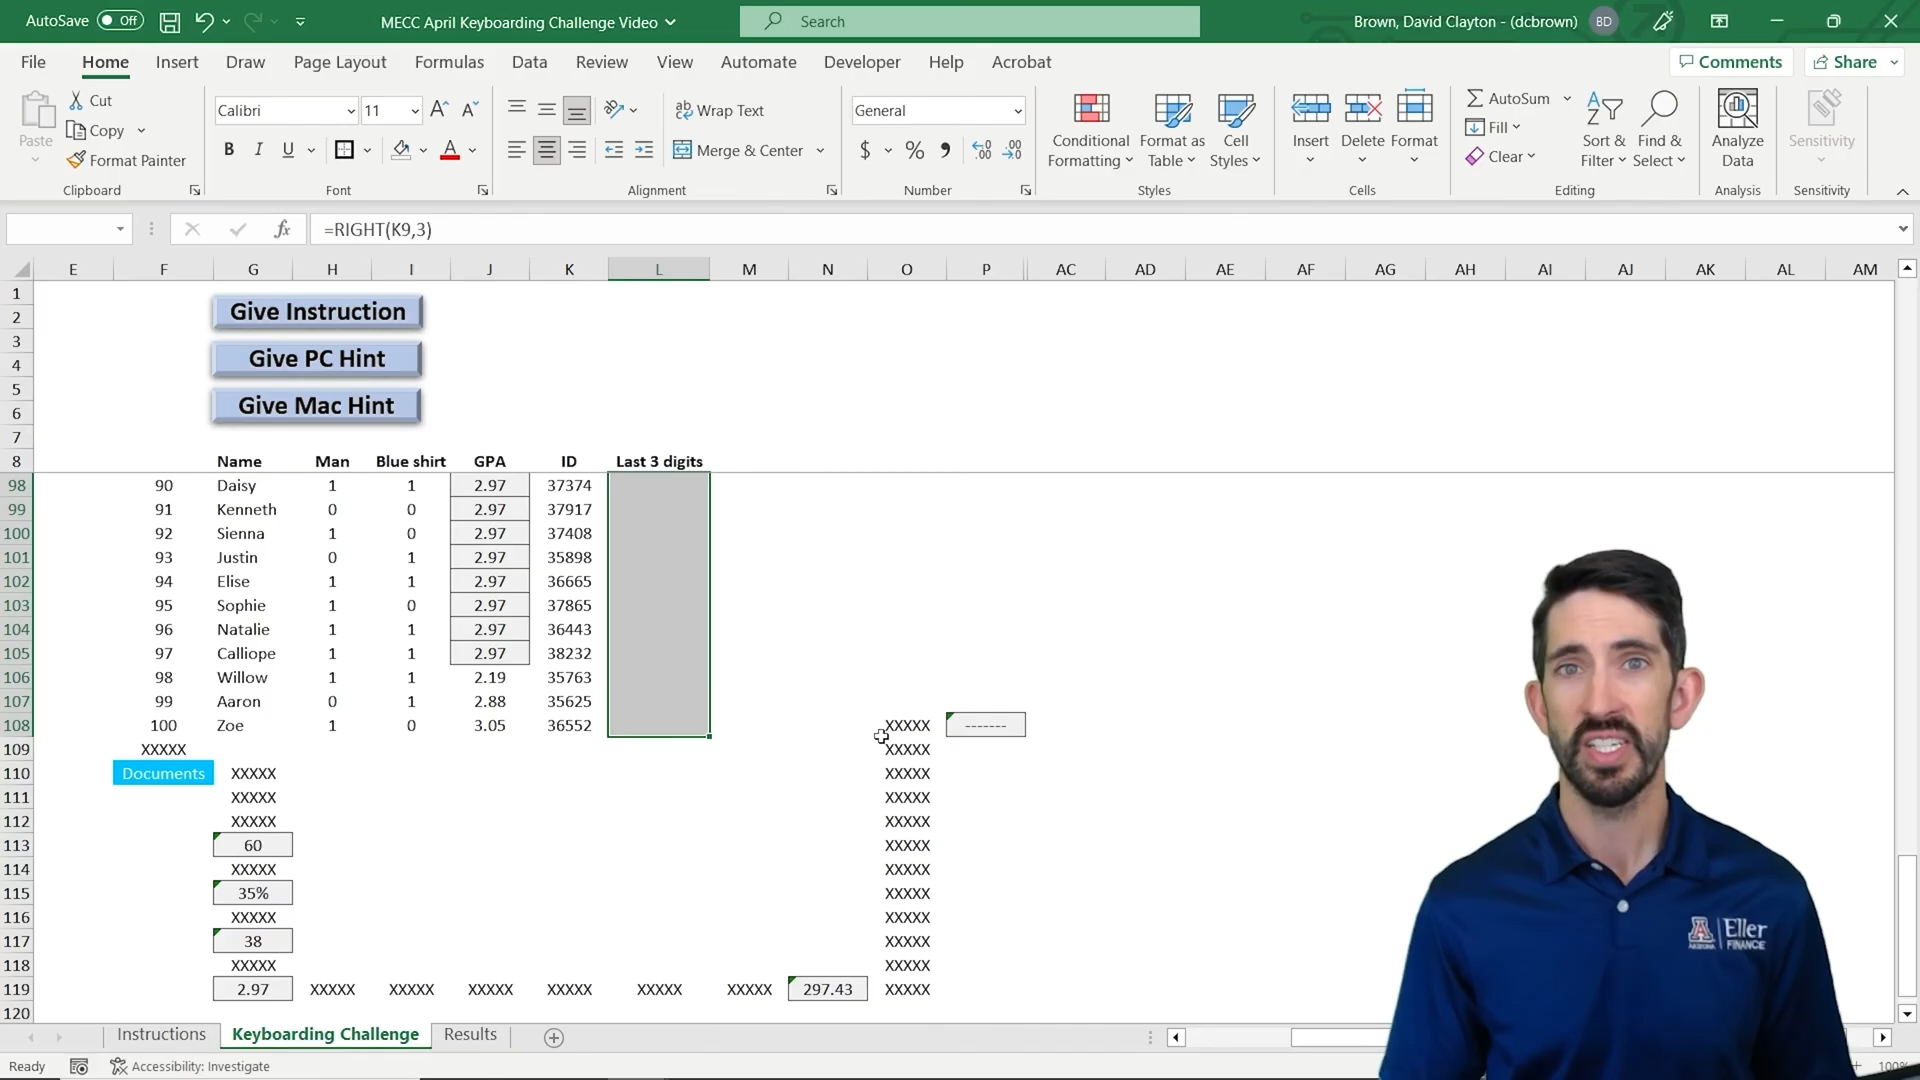 AutoSave Off MECC April Keyboarding Challenge Video Search Brown, David Clayton - (dcbrown) BD
File Home Insert Draw Page Layout Formulas Data Review View Automate Developer Help Acrobat Comments Share
Paste Cut Copy Format Painter Clipboard
Calibri 11 B I U A Font
Wrap Text Merge & Center Alignment
General $ % Number
Conditional Formatting Format as Table Cell Styles Styles
Insert Delete Format Cells
AutoSum Fill Clear Sort & Filter Find & Select Editing
Analyze Data Analysis
Sensitivity Sensitivity
fx =RIGHT(K9,3)
E F G H I J K L M N O P AC AD AE AF AG AH AI AJ AK AL AM
1
2 Give Instruction
3
4 Give PC Hint
5
6 Give Mac Hint
7
8 Name Man Blue shirt GPA ID Last 3 digits
98 90 Daisy 1 1 2.97 37374
99 91 Kenneth 0 0 2.97 37917
100 92 Sienna 1 0 2.97 37408
101 93 Justin 0 1 2.97 35898
102 94 Elise 1 1 2.97 36665
103 95 Sophie 1 0 2.97 37865
104 96 Natalie 1 1 2.97 36443
105 97 Calliope 1 1 2.97 38232
106 98 Willow 1 1 2.19 35763
107 99 Aaron 0 1 2.88 35625
108 100 Zoe 1 0 3.05 36552 XXXXX -------
109 XXXXX XXXXX
110 Documents XXXXX XXXXX
111 XXXXX XXXXX
112 XXXXX XXXXX
113 60 XXXXX
114 XXXXX XXXXX
115 35% XXXXX
116 XXXXX XXXXX
117 38 XXXXX
118 XXXXX XXXXX
119 2.97 XXXXX XXXXX XXXXX XXXXX XXXXX XXXXX 297.43 XXXXX
120
A ARIZONA Eller FINANCE
Instructions Keyboarding Challenge Results
Ready Accessibility: Investigate 100%